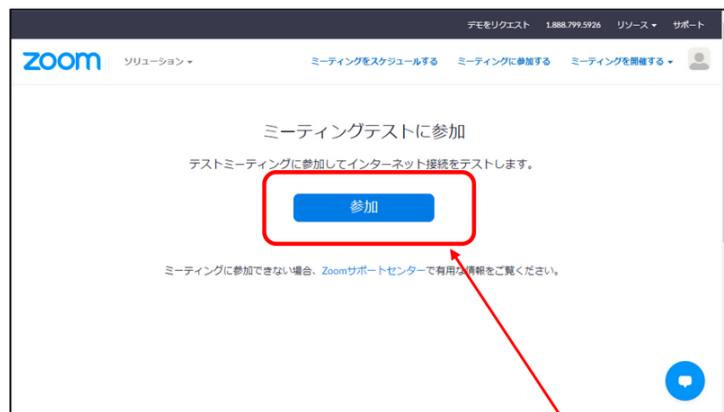 デモをリクエスト 1.888.799.5926 リソース サポート
zoom ソリューション ミーティングをスケジュールする ミーティングに参加する ミーティングを開催する
ミーティングテストに参加
テストミーティングに参加してインターネット接続をテストします。
参加
ミーティングに参加できない場合、Zoomサポートセンターで有用な情報をご覧ください。